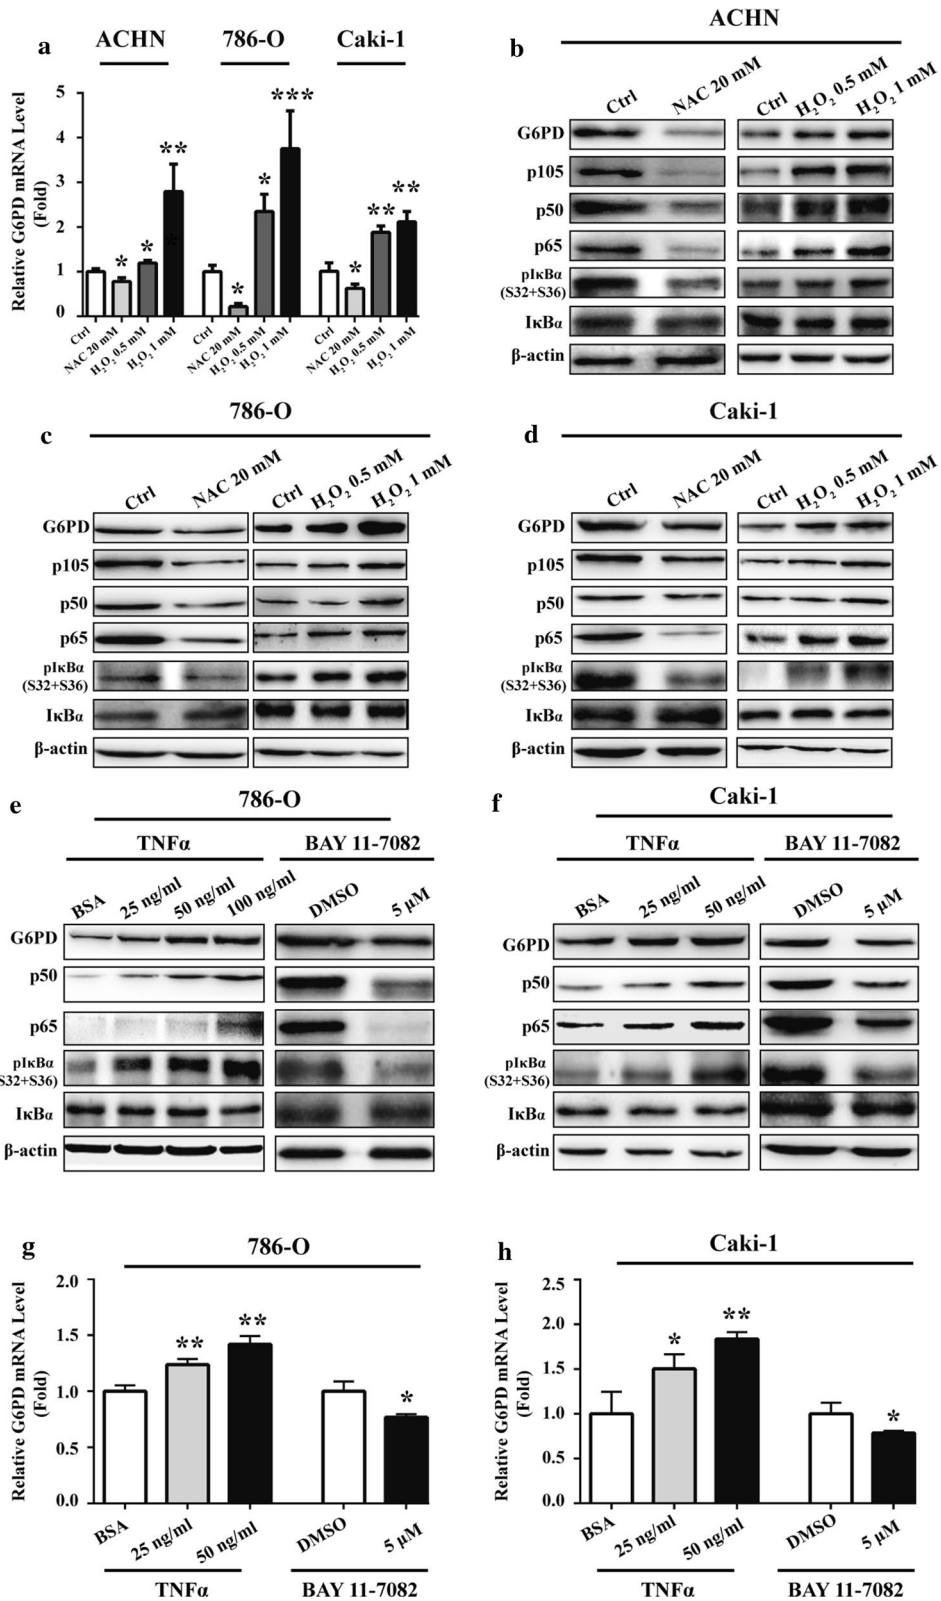 a
ACHN 786-O Caki-1
Relative G6PD mRNA Level
(Fold)
5
4
3
2
1
0
* * **
* * ***
* ** **
Ctrl NAC 20 mM H₂O₂ 0.5 mM H₂O₂ 1 mM
Ctrl NAC 20 mM H₂O₂ 0.5 mM H₂O₂ 1 mM
Ctrl NAC 20 mM H₂O₂ 0.5 mM H₂O₂ 1 mM
b
ACHN
Ctrl NAC 20 mM Ctrl H₂O₂ 0.5 mM H₂O₂ 1 mM
G6PD
p105
p50
p65
pIκBα
(S32+S36)
IκBα
β-actin
c
786-O
Ctrl NAC 20 mM Ctrl H₂O₂ 0.5 mM H₂O₂ 1 mM
G6PD
p105
p50
p65
pIκBα
(S32+S36)
IκBα
β-actin
d
Caki-1
Ctrl NAC 20 mM Ctrl H₂O₂ 0.5 mM H₂O₂ 1 mM
G6PD
p105
p50
p65
pIκBα
(S32+S36)
IκBα
β-actin
e
786-O
TNFα BAY 11-7082
BSA 25 ng/ml 50 ng/ml 100 ng/ml DMSO 5 μM
G6PD
p50
p65
pIκBα
S32+S36)
IκBα
β-actin
f
Caki-1
TNFα BAY 11-7082
BSA 25 ng/ml 50 ng/ml DMSO 5 μM
G6PD
p50
p65
pIκBα
(S32+S36)
IκBα
β-actin
g
786-O
Relative G6PD mRNA Level
(Fold)
2.0
1.5
1.0
0.5
0.0
** ** *
BSA 25 ng/ml 50 ng/ml DMSO 5 μM
TNFα BAY 11-7082
h
Caki-1
Relative G6PD mRNA Level
(Fold)
2.5
2.0
1.5
1.0
0.5
0.0
* ** *
BSA 25 ng/ml 50 ng/ml DMSO 5 μM
TNFα BAY 11-7082